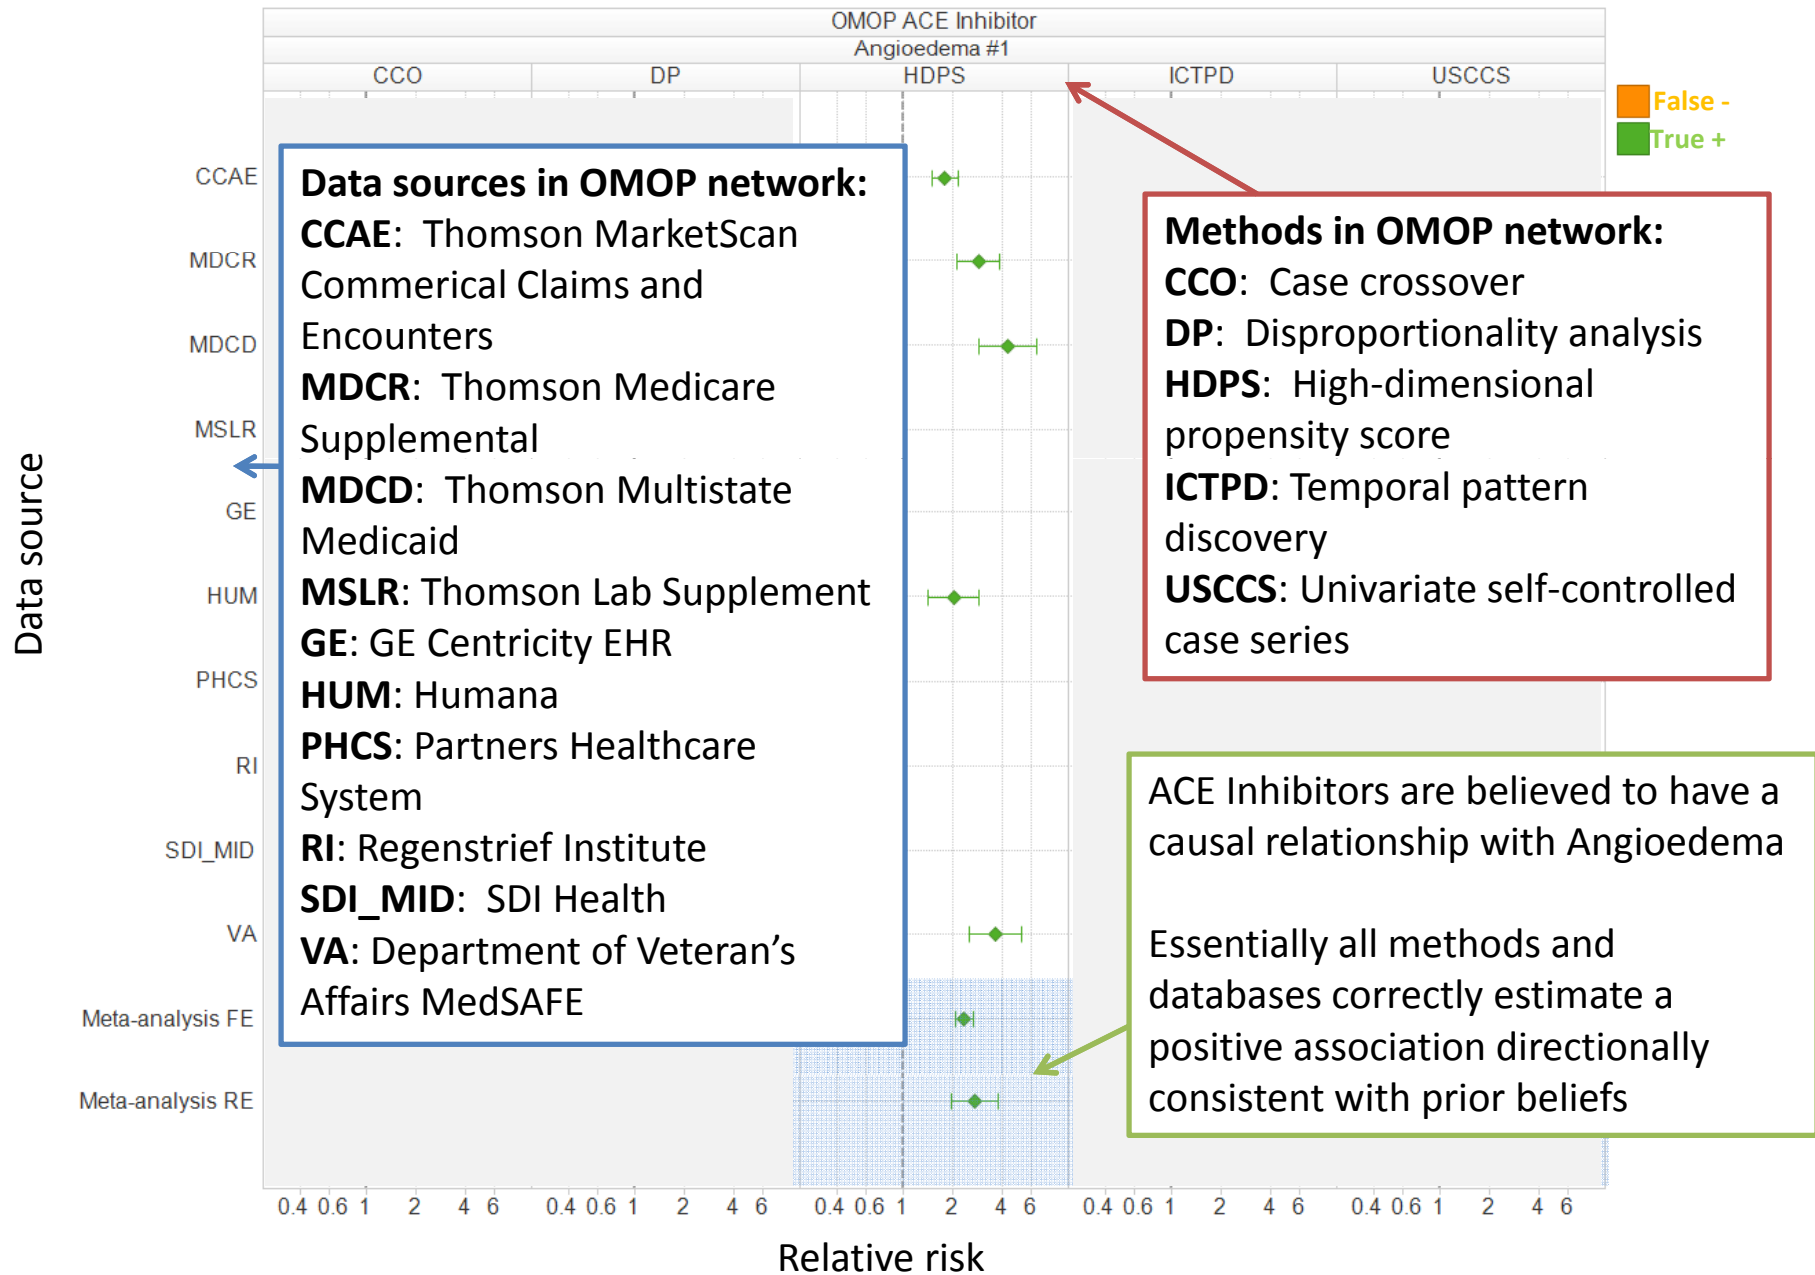 OMOP ACE Inhibitor
Angioedema #1
CCO DP HDPS ICTPD USCCS
False -
True +
Data source
CCAE
MDCR
MDCD
MSLR
GE
HUM
PHCS
RI
SDI_MID
VA
Meta-analysis FE
Meta-analysis RE
Data sources in OMOP network:
CCAE: Thomson MarketScan
Commerical Claims and
Encounters
MDCR: Thomson Medicare
Supplemental
MDCD: Thomson Multistate
Medicaid
MSLR: Thomson Lab Supplement
GE: GE Centricity EHR
HUM: Humana
PHCS: Partners Healthcare
System
RI: Regenstrief Institute
SDI_MID: SDI Health
VA: Department of Veteran’s
Affairs MedSAFE
Methods in OMOP network:
CCO: Case crossover
DP: Disproportionality analysis
HDPS: High-dimensional
propensity score
ICTPD: Temporal pattern
discovery
USCCS: Univariate self-controlled
case series
ACE Inhibitors are believed to have a
causal relationship with Angioedema
Essentially all methods and
databases correctly estimate a
positive association directionally
consistent with prior beliefs
0.4 0.6 1 2 4 6 0.4 0.6 1 2 4 6 0.4 0.6 1 2 4 6 0.4 0.6 1 2 4 6 0.4 0.6 1 2 4 6
Relative risk